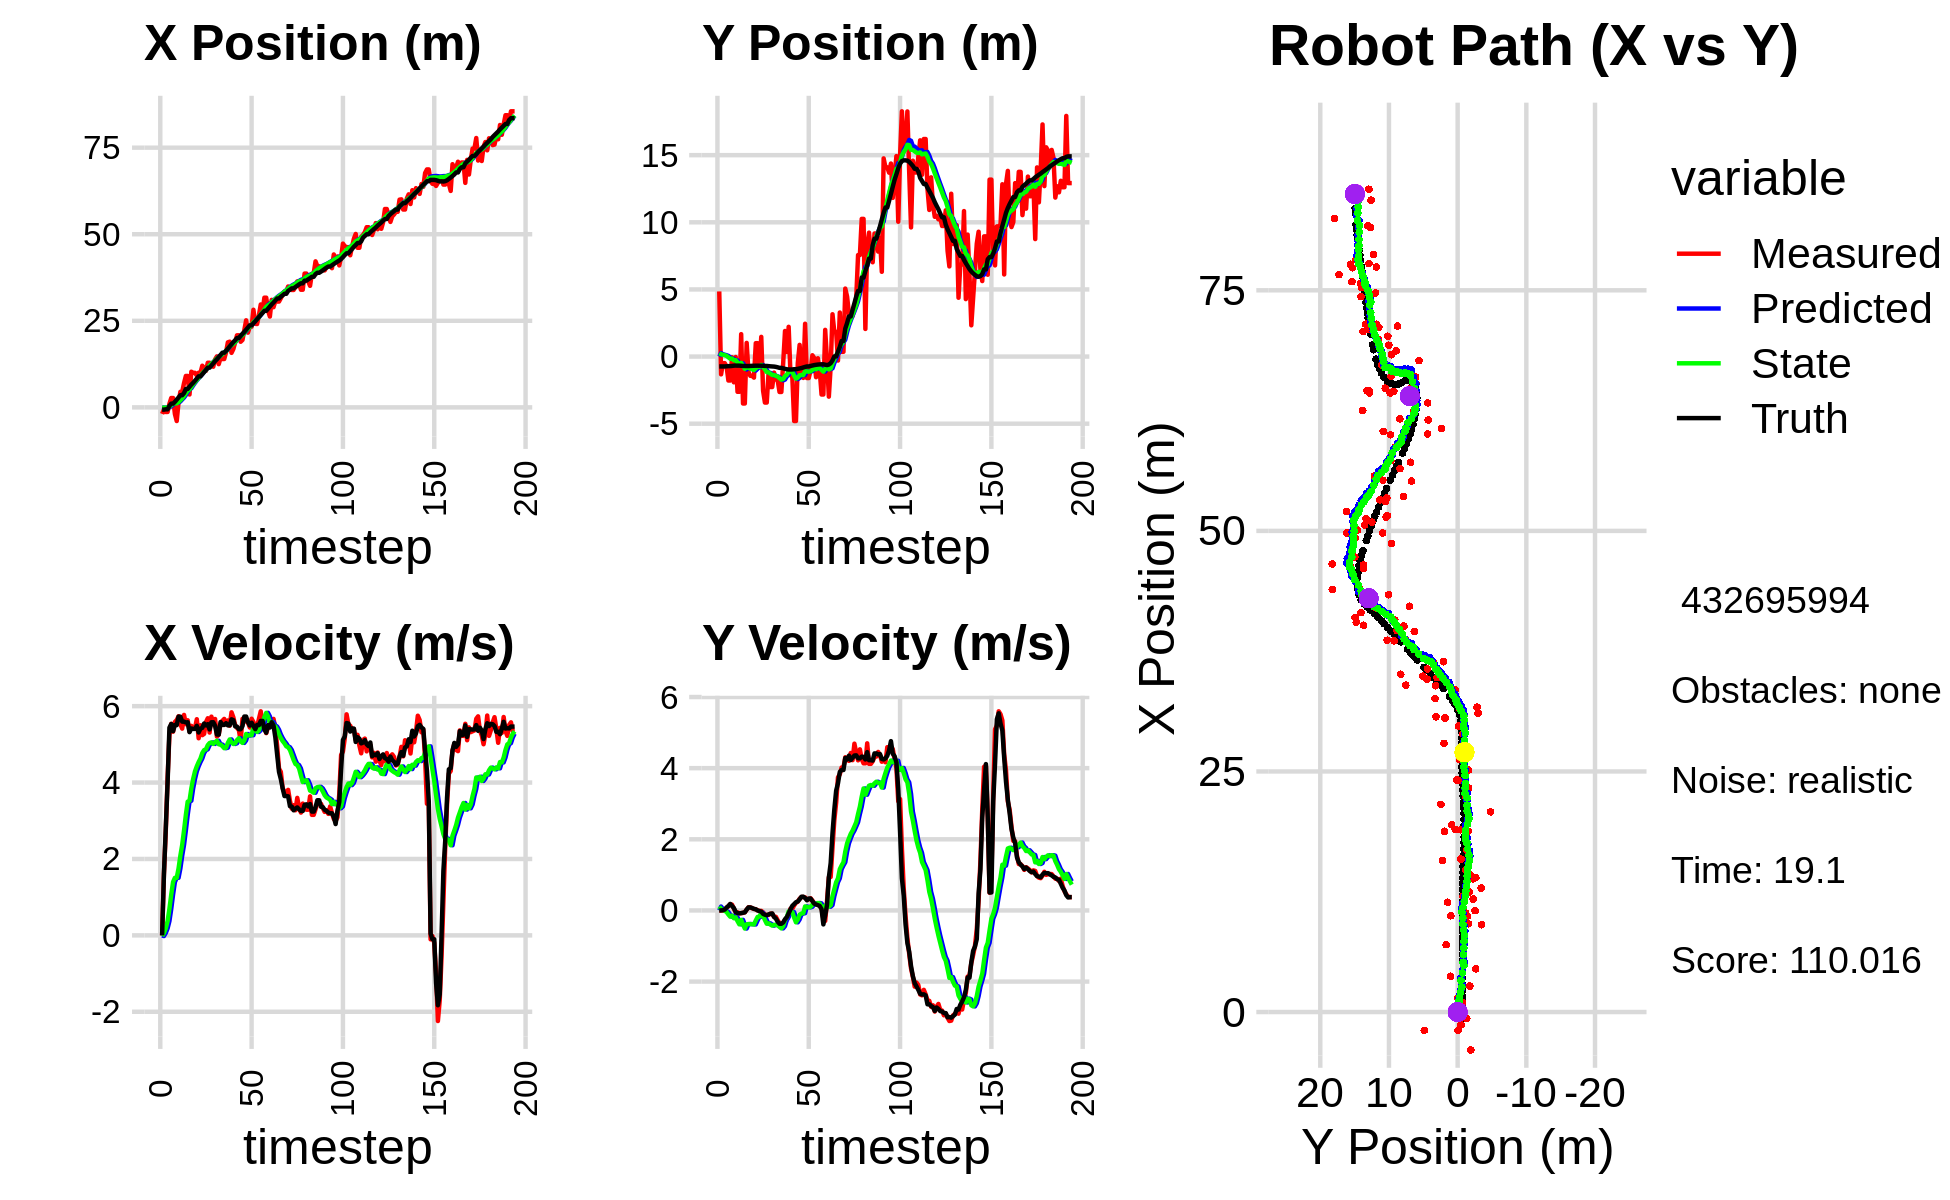 X Position (m)
75
50
25
0
0
50
100
150
200
timestep
Y Position (m)
15
10
5
0
-5
0
50
100
150
200
timestep
X Velocity (m/s)
6
4
2
0
-2
0
50
100
150
200
timestep
Y Velocity (m/s)
6
4
2
0
-2
0
50
100
150
200
timestep
Robot Path (X vs Y)
X Position (m)
75
50
25
0
20 10 0 -10 -20
Y Position (m)
variable
Measured
Predicted
State
Truth
432695994
Obstacles: none
Noise: realistic
Time: 19.1
Score: 110.016